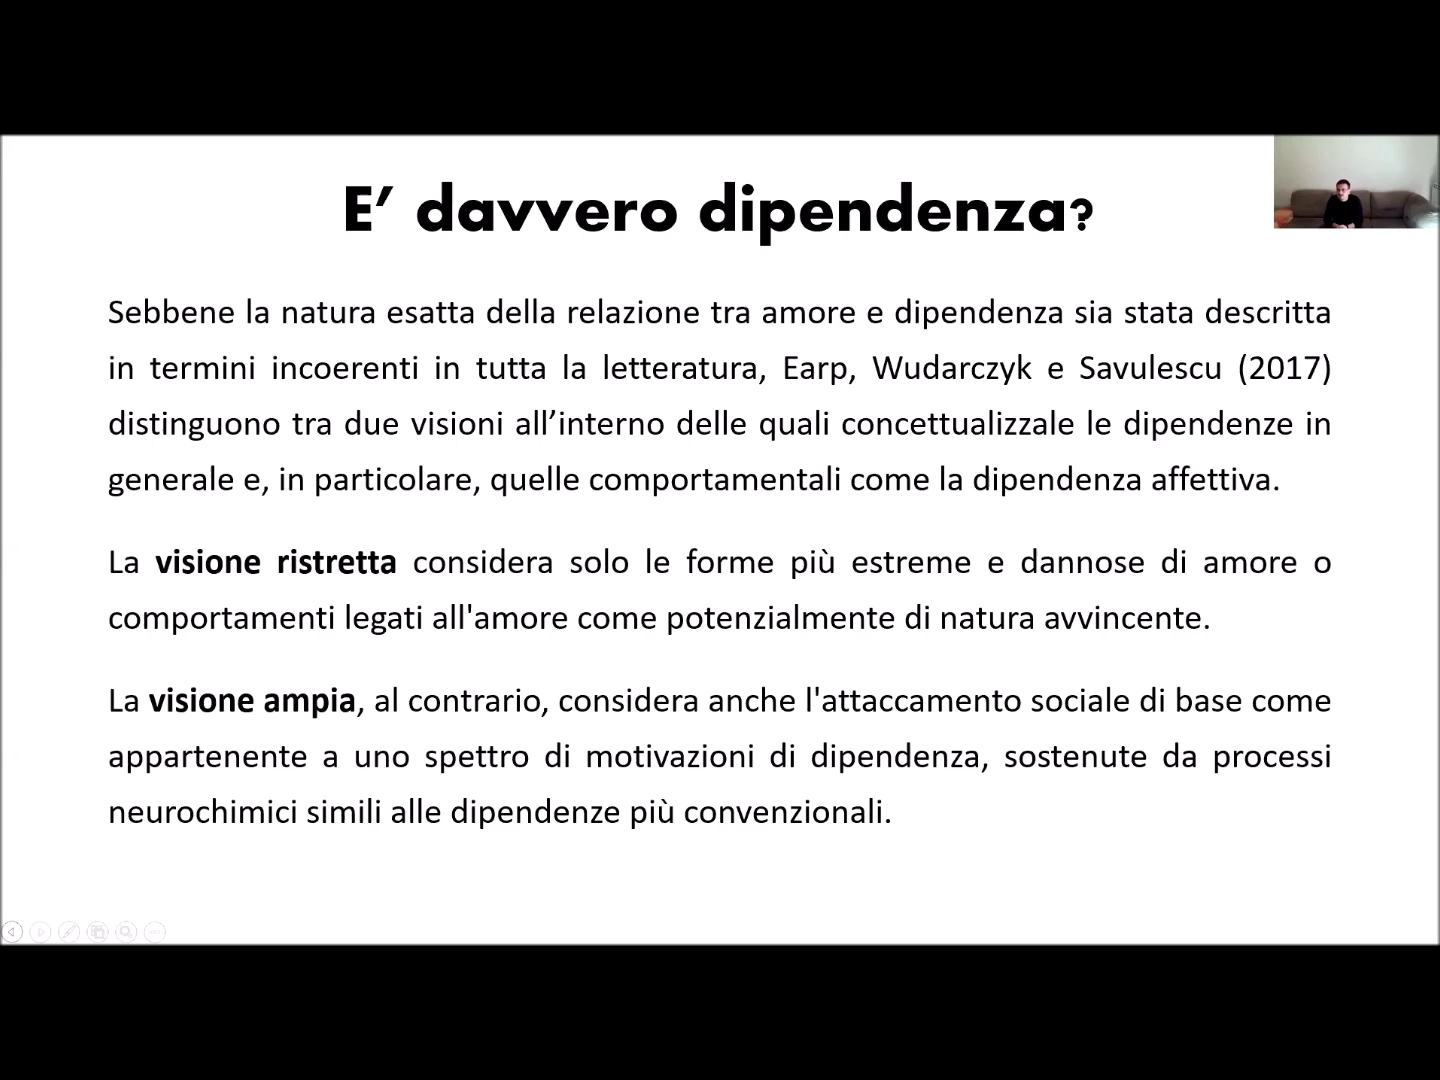 E’ davvero dipendenza?
Sebbene la natura esatta della relazione tra amore e dipendenza sia stata descritta
in termini incoerenti in tutta la letteratura, Earp, Wudarczyk e Savulescu (2017)
distinguono tra due visioni all’interno delle quali concettualizzale le dipendenze in
generale e, in particolare, quelle comportamentali come la dipendenza affettiva.
La visione ristretta considera solo le forme più estreme e dannose di amore o
comportamenti legati all'amore come potenzialmente di natura avvincente.
La visione ampia, al contrario, considera anche l'attaccamento sociale di base come
appartenente a uno spettro di motivazioni di dipendenza, sostenute da processi
neurochimici simili alle dipendenze più convenzionali.